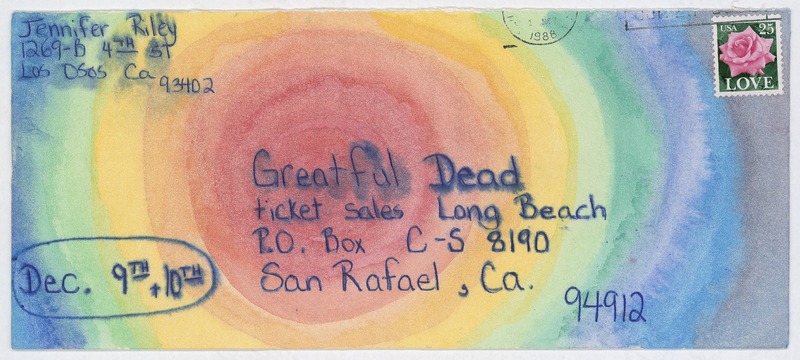 Jennifer Riley
1269-B 4TH St
Los Osos Ca 93402
1988
USA 25
LOVE
Greatful Dead
ticket sales Long Beach
P.O. Box C-S 8190
San Rafael, Ca.
94912
Dec. 9TH + 10TH